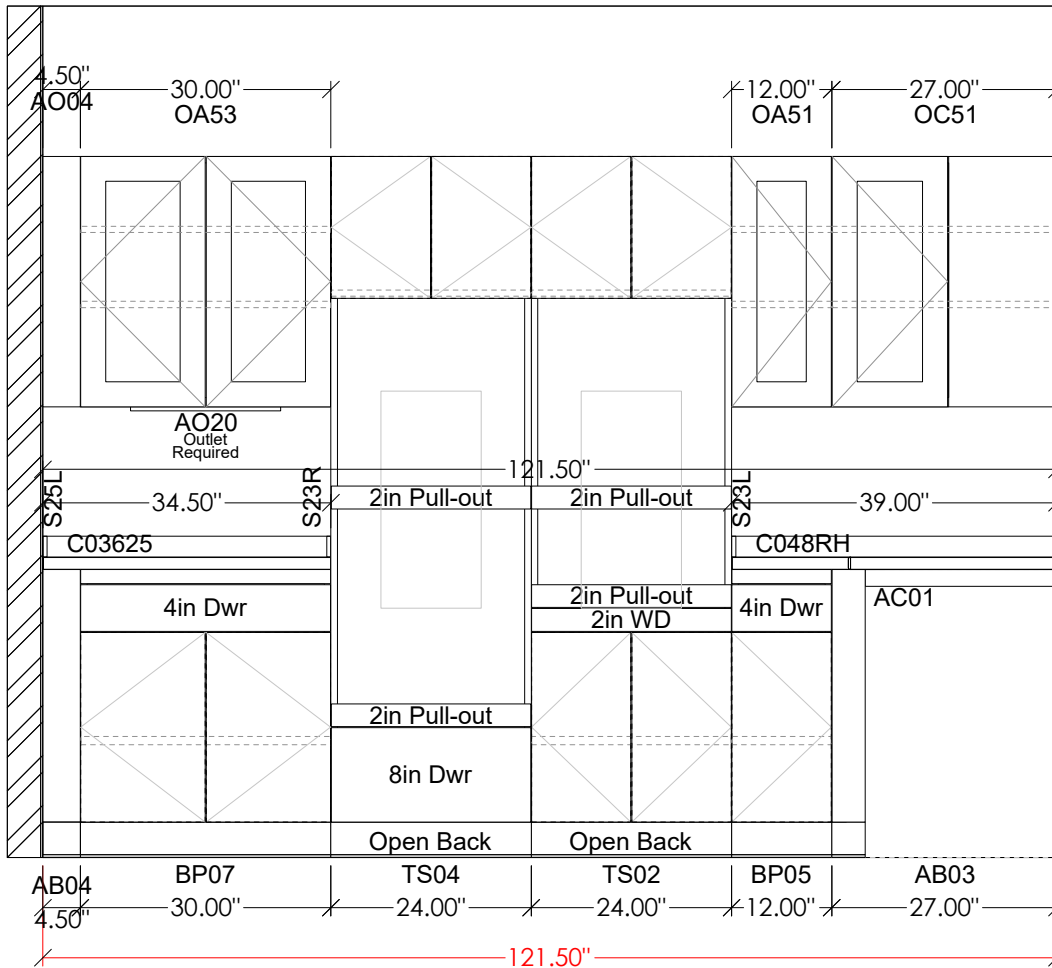 4.50"
30.00"
12.00"
27.00"
AO04
OA53
OA51
OC51
AO20
Outlet
Required
121.50"
S25L
34.50"
S23R
2in Pull-out
2in Pull-out
S23L
39.00"
C03625
C048RH
4in Dwr
2in Pull-out
2in WD
4in Dwr
AC01
2in Pull-out
8in Dwr
Open Back
Open Back
AB04
BP07
TS04
TS02
BP05
AB03
4.50"
30.00"
24.00"
24.00"
12.00"
27.00"
121.50"